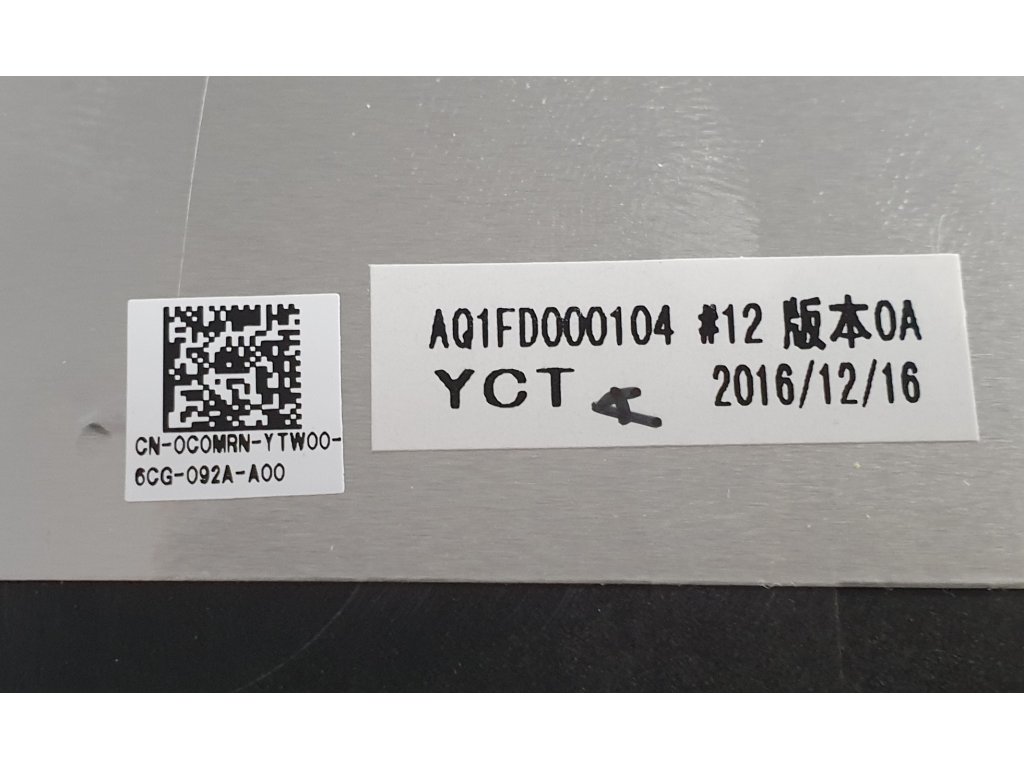 CN-0C0MRN-YTW00-
6CG-092A-A00
AQ1FD000104 #12 版本0A
YCT 2016/12/16